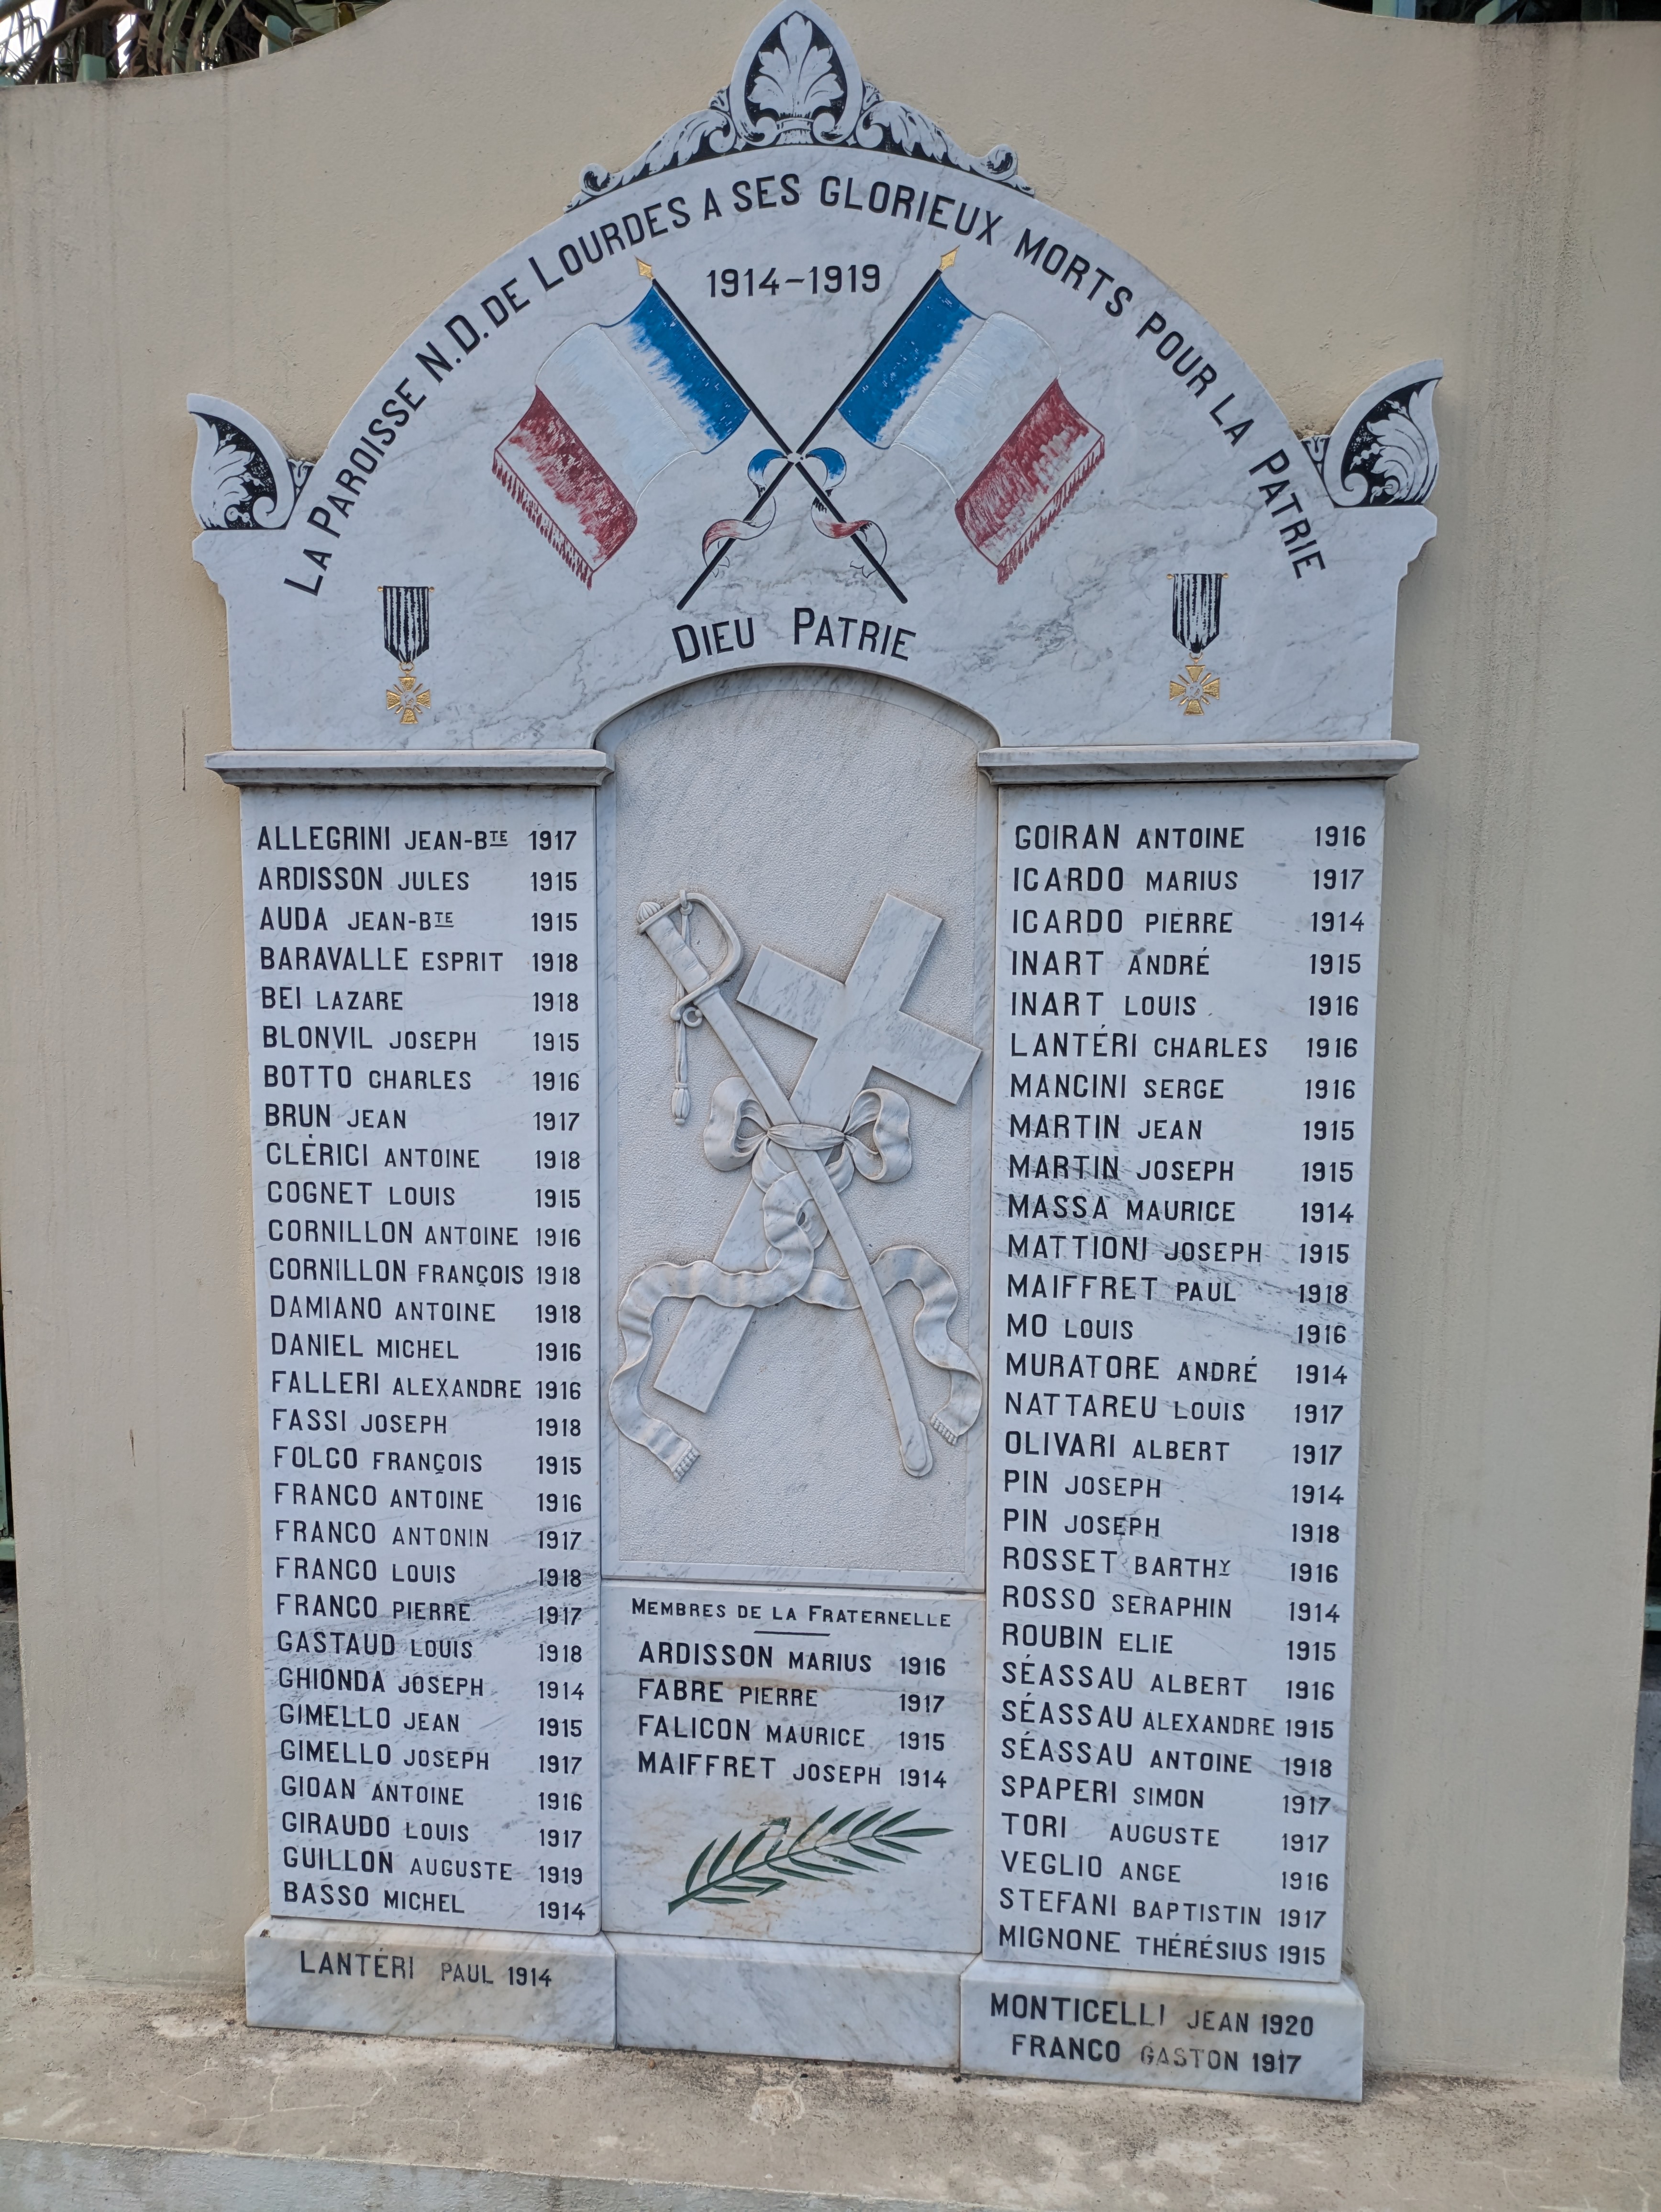 LA PAROISSE N.D. DE LOURDES A SES GLORIEUX MORTS POUR LA PATRIE
1914-1919
DIEU PATRIE
ALLEGRINI JEAN-BTE 1917
ARDISSON JULES 1915
AUDA JEAN-BTE 1915
BARAVALLE ESPRIT 1918
BEI LAZARE 1918
BLONVIL JOSEPH 1915
BOTTO CHARLES 1916
BRUN JEAN 1917
CLÉRICI ANTOINE 1918
COGNET LOUIS 1915
CORNILLON ANTOINE 1916
CORNILLON FRANÇOIS 1918
DAMIANO ANTOINE 1918
DANIEL MICHEL 1916
FALLERI ALEXANDRE 1916
FASSI JOSEPH 1918
FOLCO FRANÇOIS 1915
FRANCO ANTOINE 1916
FRANCO ANTONIN 1917
FRANCO LOUIS 1918
FRANCO PIERRE 1917
GASTAUD LOUIS 1918
GHIONDA JOSEPH 1914
GIMELLO JEAN 1915
GIMELLO JOSEPH 1917
GIOAN ANTOINE 1916
GIRAUDO LOUIS 1917
GUILLON AUGUSTE 1919
BASSO MICHEL 1914
LANTÉRI PAUL 1914
MEMBRES DE LA FRATERNELLE
ARDISSON MARIUS 1916
FABRE PIERRE 1917
FALICON MAURICE 1915
MAIFFRET JOSEPH 1914
GOIRAN ANTOINE 1916
ICARDO MARIUS 1917
ICARDO PIERRE 1914
INART ANDRÉ 1915
INART LOUIS 1916
LANTÉRI CHARLES 1916
MANCINI SERGE 1916
MARTIN JEAN 1915
MARTIN JOSEPH 1915
MASSA MAURICE 1914
MATTIONI JOSEPH 1915
MAIFFRET PAUL 1918
MO LOUIS 1916
MURATORE ANDRÉ 1914
NATTAREU LOUIS 1917
OLIVARI ALBERT 1917
PIN JOSEPH 1914
PIN JOSEPH 1918
ROSSET BARTHY 1916
ROSSO SERAPHIN 1914
ROUBIN ELIE 1915
SÉASSAU ALBERT 1916
SÉASSAU ALEXANDRE 1915
SÉASSAU ANTOINE 1918
SPAPERI SIMON 1917
TORI AUGUSTE 1917
VEGLIO ANGE 1916
STEFANI BAPTISTIN 1917
MIGNONE THÉRÉSIUS 1915
MONTICELLI JEAN 1920
FRANCO GASTON 1917